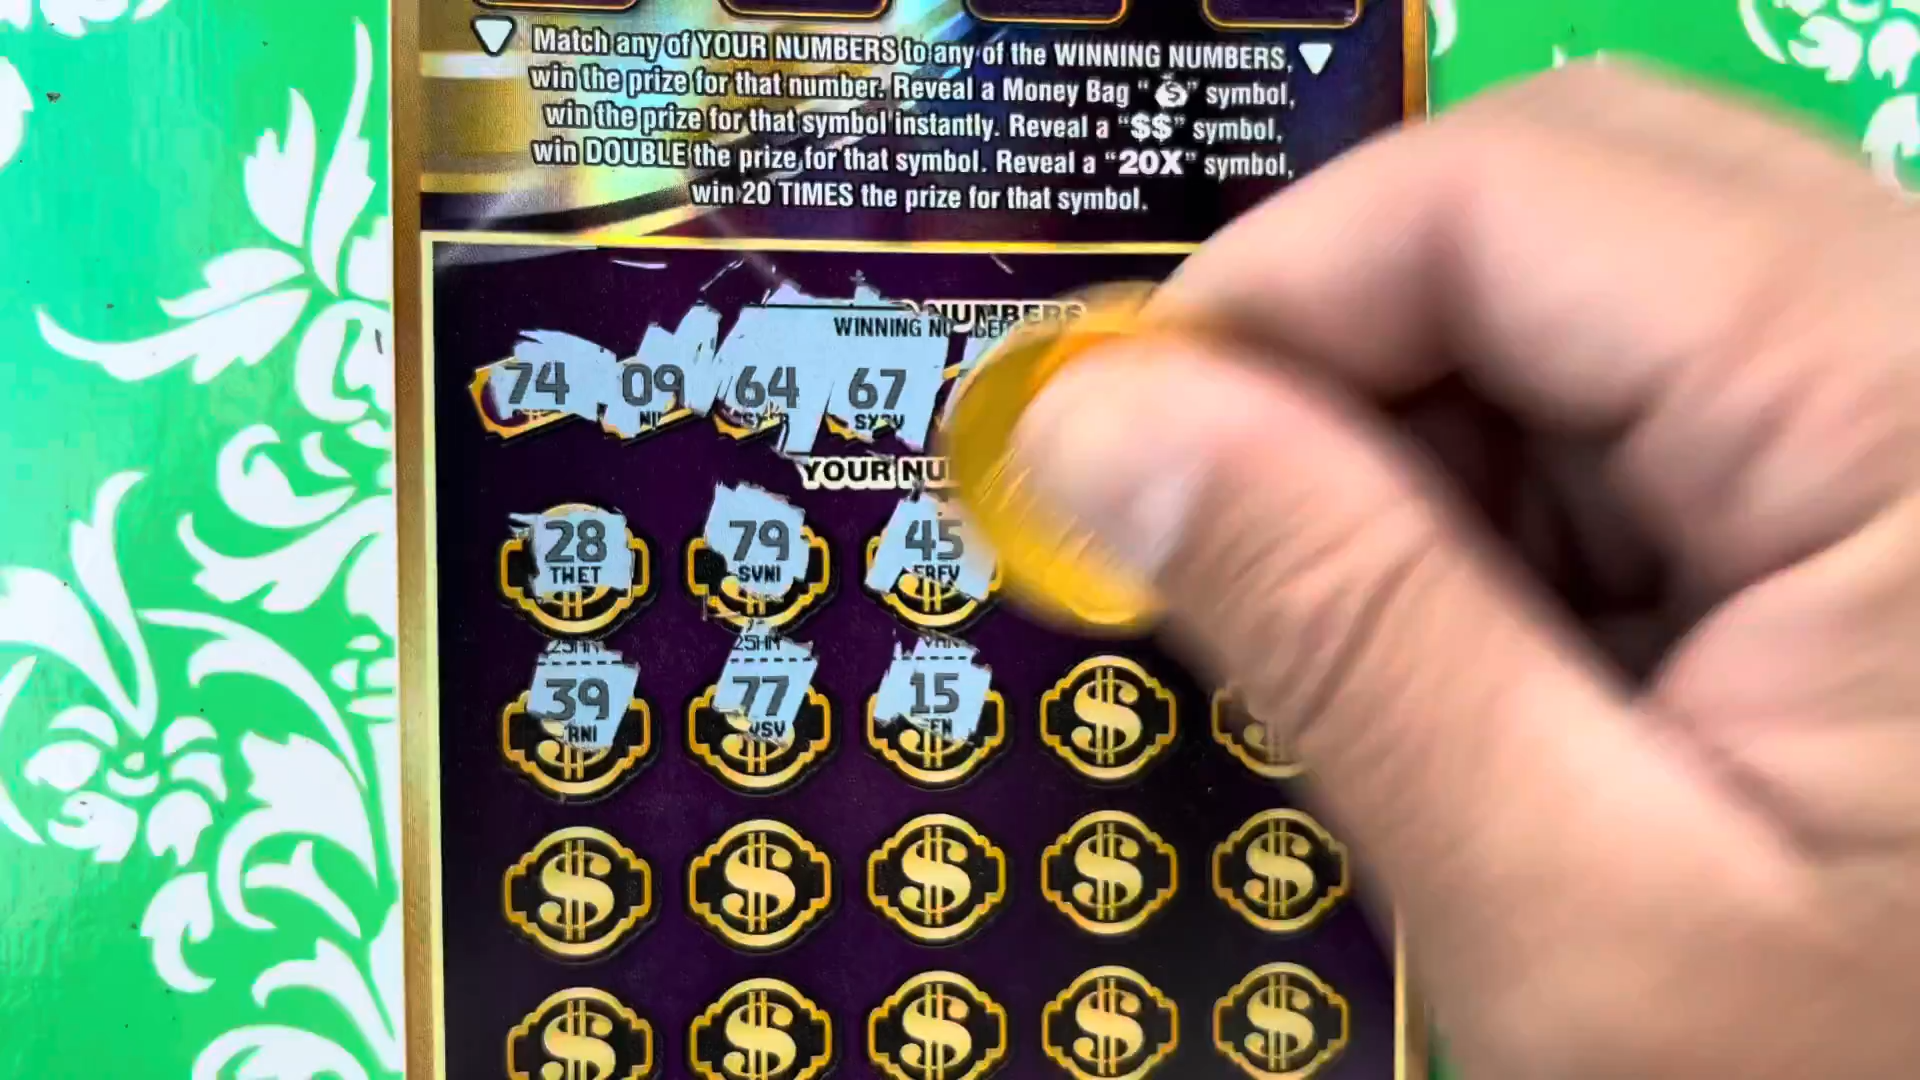 Match any of YOUR NUMBERS to any of the WINNING NUMBERS,
win the prize for that number. Reveal a Money Bag " " symbol,
win the prize for that symbol instantly. Reveal a "$$" symbol,
win DOUBLE the prize for that symbol. Reveal a "20X" symbol,
win 20 TIMES the prize for that symbol.
NUMBERS
WINNING
74 09 64 67
YOUR
28 79 45
THET SVNI
25HN
39 77 15